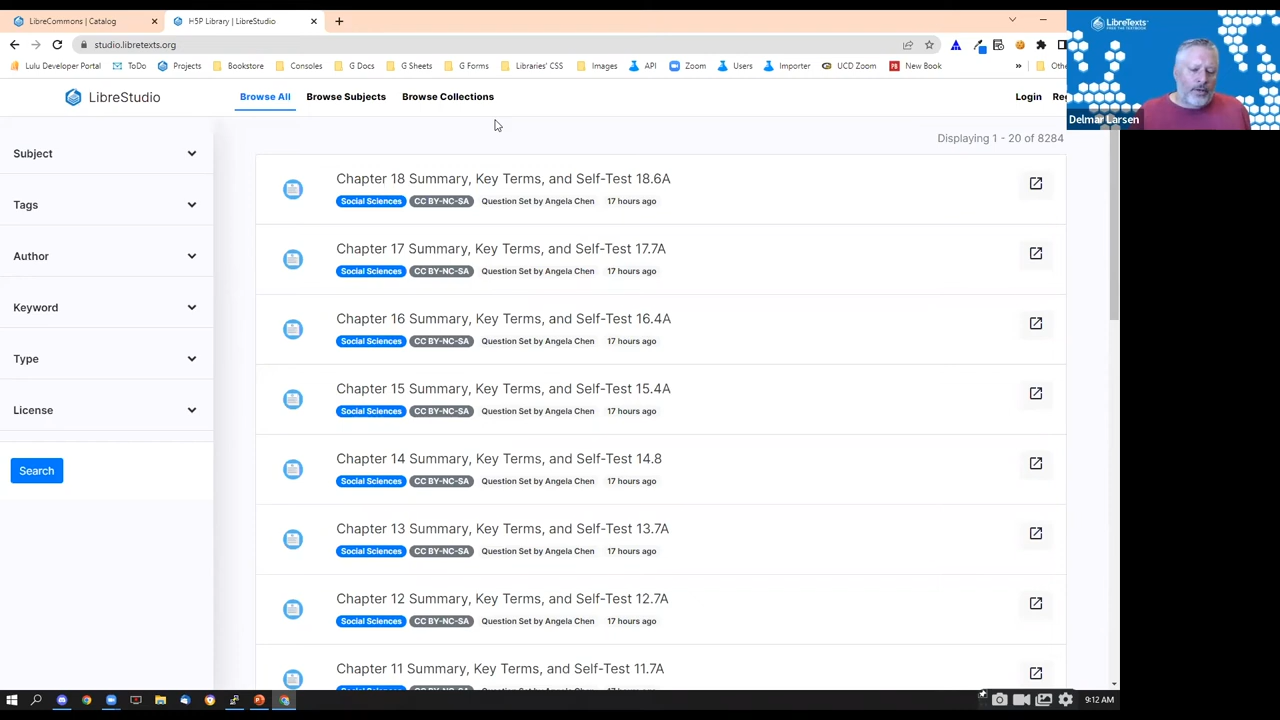 LibreCommons | Catalog
H5P Library | LibreStudio
studio.libretexts.org
Lulu Developer Portal
ToDo
Projects
Bookstore
Consoles
G Docs
G Sheets
G Forms
Libraries' CSS
Images
API
Zoom
Users
Importer
UCD Zoom
New Book
LibreTexts
FREE THE TEXTBOOK
Delmar Larsen
LibreStudio
Browse All
Browse Subjects
Browse Collections
Login
Displaying 1 - 20 of 8284
Subject
Tags
Author
Keyword
Type
License
Search
Chapter 18 Summary, Key Terms, and Self-Test 18.6A
Social Sciences CC BY-NC-SA Question Set by Angela Chen 17 hours ago
Chapter 17 Summary, Key Terms, and Self-Test 17.7A
Social Sciences CC BY-NC-SA Question Set by Angela Chen 17 hours ago
Chapter 16 Summary, Key Terms, and Self-Test 16.4A
Social Sciences CC BY-NC-SA Question Set by Angela Chen 17 hours ago
Chapter 15 Summary, Key Terms, and Self-Test 15.4A
Social Sciences CC BY-NC-SA Question Set by Angela Chen 17 hours ago
Chapter 14 Summary, Key Terms, and Self-Test 14.8
Social Sciences CC BY-NC-SA Question Set by Angela Chen 17 hours ago
Chapter 13 Summary, Key Terms, and Self-Test 13.7A
Social Sciences CC BY-NC-SA Question Set by Angela Chen 17 hours ago
Chapter 12 Summary, Key Terms, and Self-Test 12.7A
Social Sciences CC BY-NC-SA Question Set by Angela Chen 17 hours ago
Chapter 11 Summary, Key Terms, and Self-Test 11.7A
9:12 AM